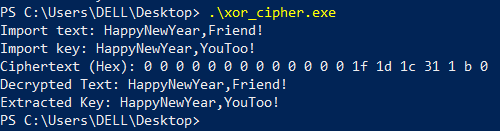 PS C:\Users\DELL\Desktop> .\xor_cipher.exe
Import text: HappyNewYear,Friend!
Import key: HappyNewYear,YouToo!
Ciphertext (Hex): 0 0 0 0 0 0 0 0 0 0 0 0 0 1f 1d 1c 31 1 b 0
Decrypted Text: HappyNewYear,Friend!
Extracted Key: HappyNewYear,YouToo!
PS C:\Users\DELL\Desktop>